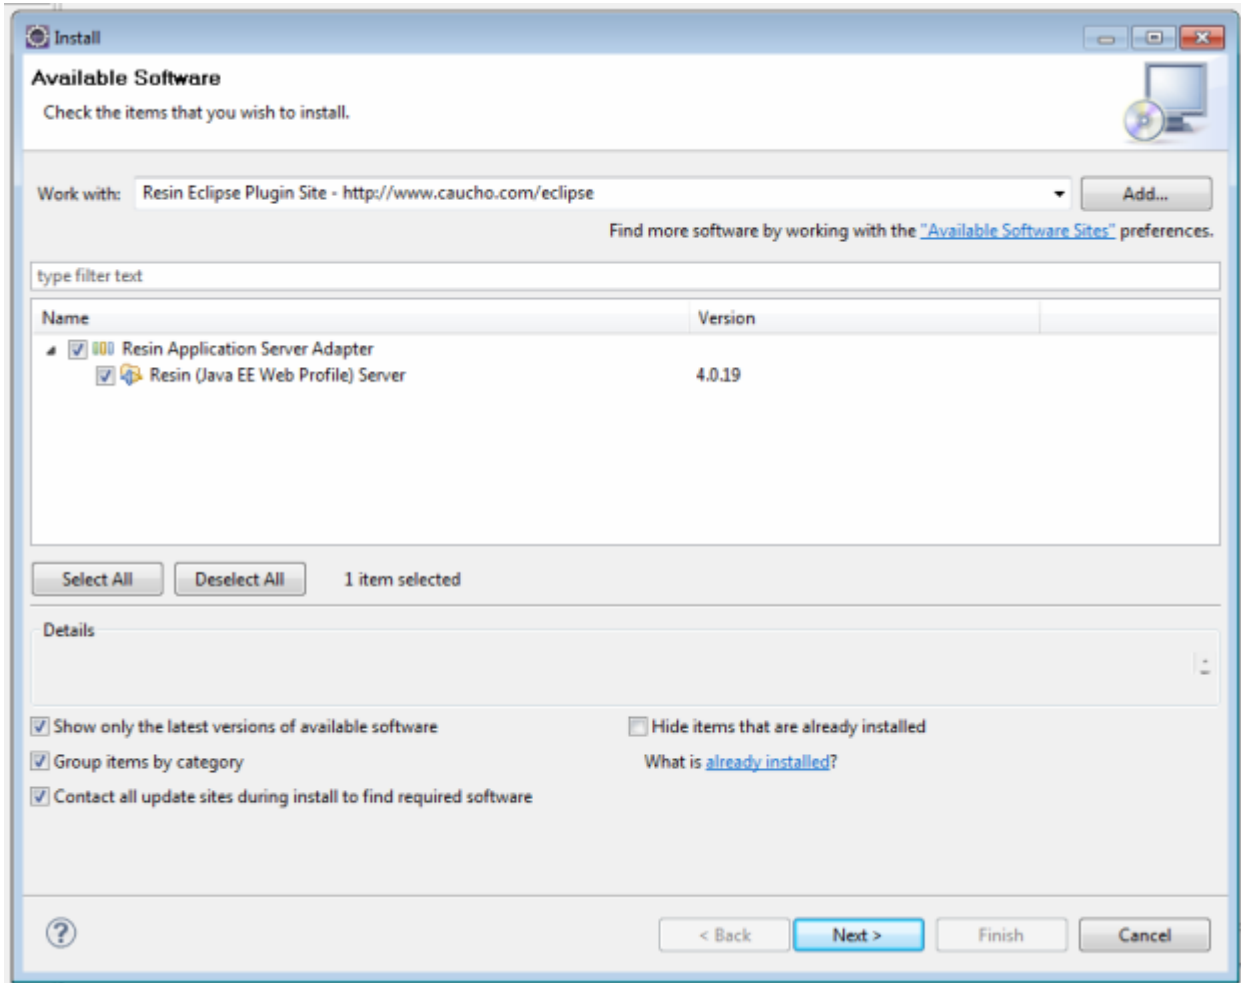 Install
Available Software
Check the items that you wish to install.
Work with: Resin Eclipse Plugin Site - http://www.caucho.com/eclipse Add...
Find more software by working with the "Available Software Sites" preferences.
type filter text
Name Version
Resin Application Server Adapter
Resin (Java EE Web Profile) Server 4.0.19
Select All Deselect All 1 item selected
Details
Show only the latest versions of available software Hide items that are already installed
Group items by category What is already installed?
Contact all update sites during install to find required software
? < Back Next > Finish Cancel